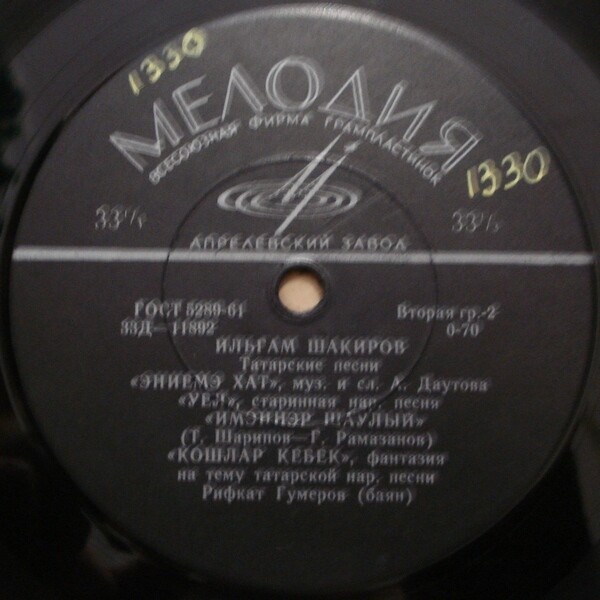 1330
МЕЛОДИЯ
ВСЕСОЮЗНАЯ ФИРМА ГРАМПЛАСТИНОК
1330
33⅓ 33⅓
АПРЕЛЕВСКИЙ ЗАВОД
ГОСТ 5289-61 Вторая гр.-2
33Д—11892 0-70
ИЛЬГАМ ШАКИРОВ
Татарские песни
«ЭНИЕМЭ ХАТ», муз. и сл. А. Даутова
«УЕЛ», старинная нар. песня
«ИМЭННЭР ШАУЛЫЙ»
(Т. Шарипов—Г. Рамазанов)
«КОШЛАР КЕБЕК», фантазия
на тему татарской нар. песни
Рифкат Гумеров (баян)